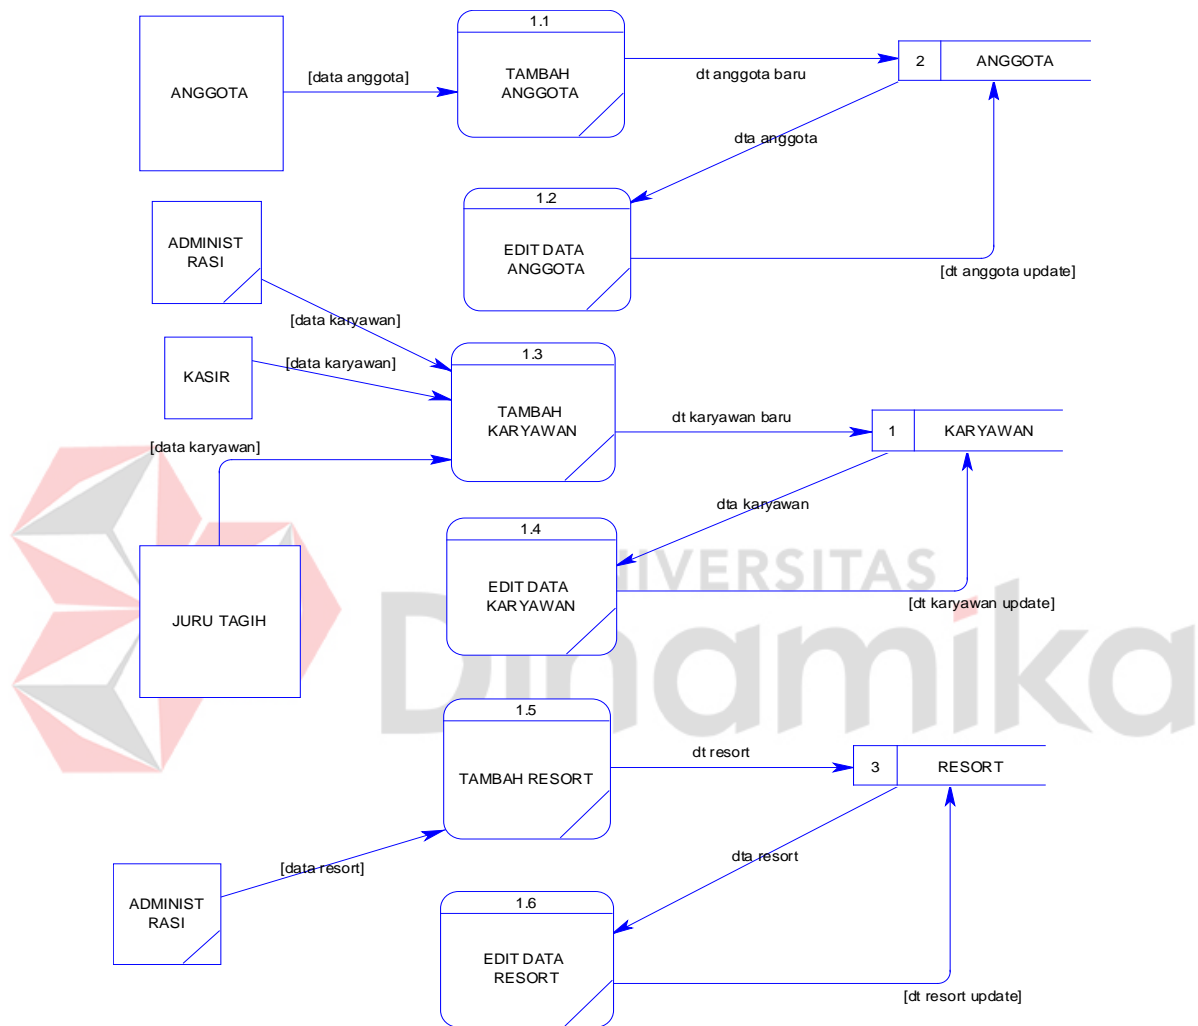 1.1
ANGGOTA
[data anggota]
TAMBAH
ANGGOTA
dt anggota baru
2
ANGGOTA
dta anggota
1.2
EDIT DATA
ANGGOTA
[dt anggota update]
ADMINIST
RASI
[data karyawan]
KASIR
[data karyawan]
1.3
TAMBAH
KARYAWAN
dt karyawan baru
1
KARYAWAN
[data karyawan]
dta karyawan
1.4
EDIT DATA
KARYAWAN
[dt karyawan update]
JURU TAGIH
UNIVERSITAS
Dinamika
1.5
TAMBAH RESORT
dt resort
3
RESORT
[data resort]
dta resort
ADMINIST
RASI
1.6
EDIT DATA
RESORT
[dt resort update]